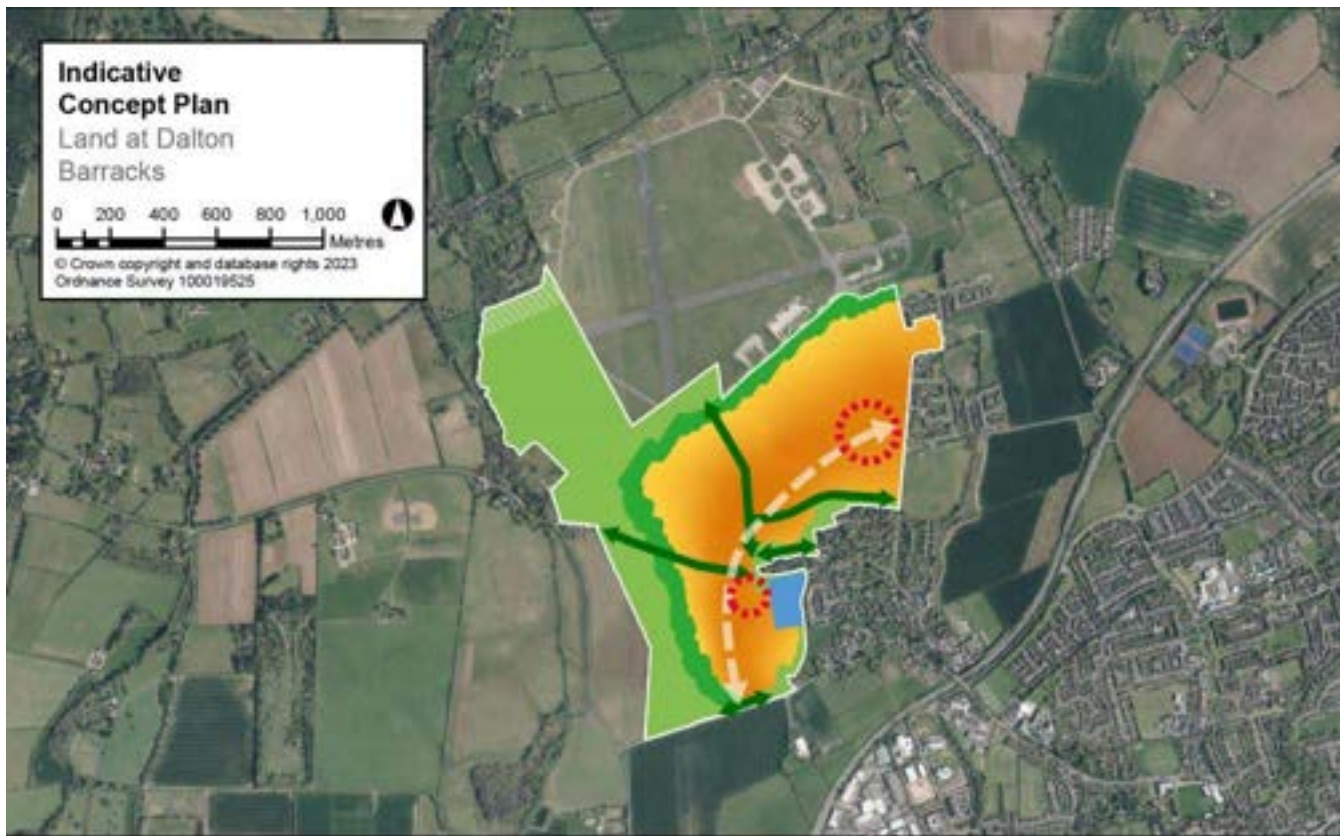 Indicative
Concept Plan
Land at Dalton
Barracks
0 200 400 600 800 1,000
Metres
© Crown copyright and database rights 2023
Ordnance Survey 100019525